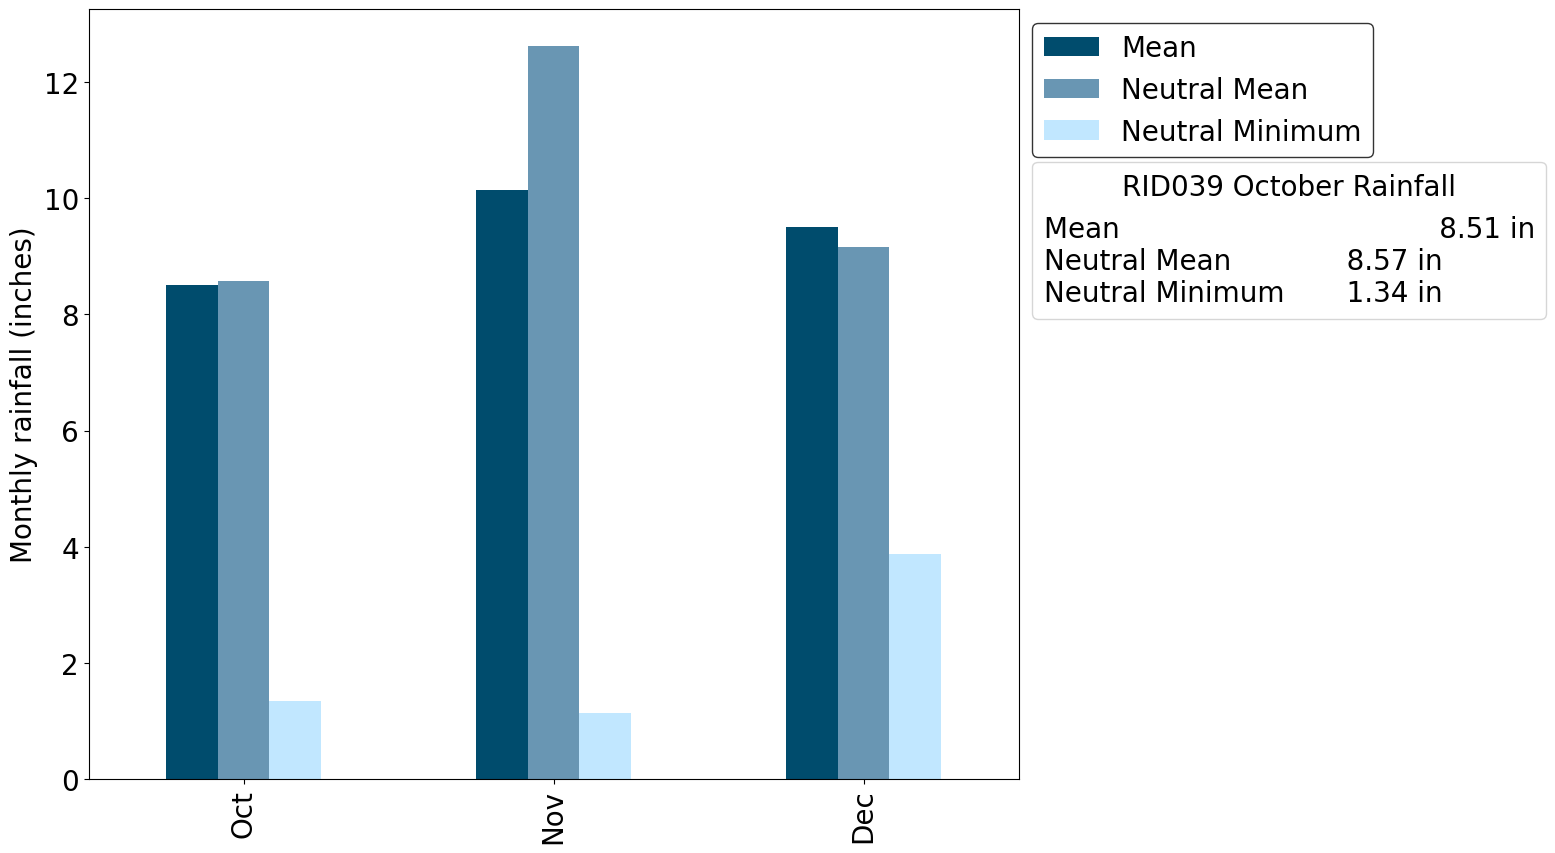 Monthly rainfall (inches)
12
10
8
6
4
2
0
Oct
Nov
Dec
Mean
Neutral Mean
Neutral Minimum
RID039 October Rainfall
Mean 8.51 in
Neutral Mean 8.57 in
Neutral Minimum 1.34 in